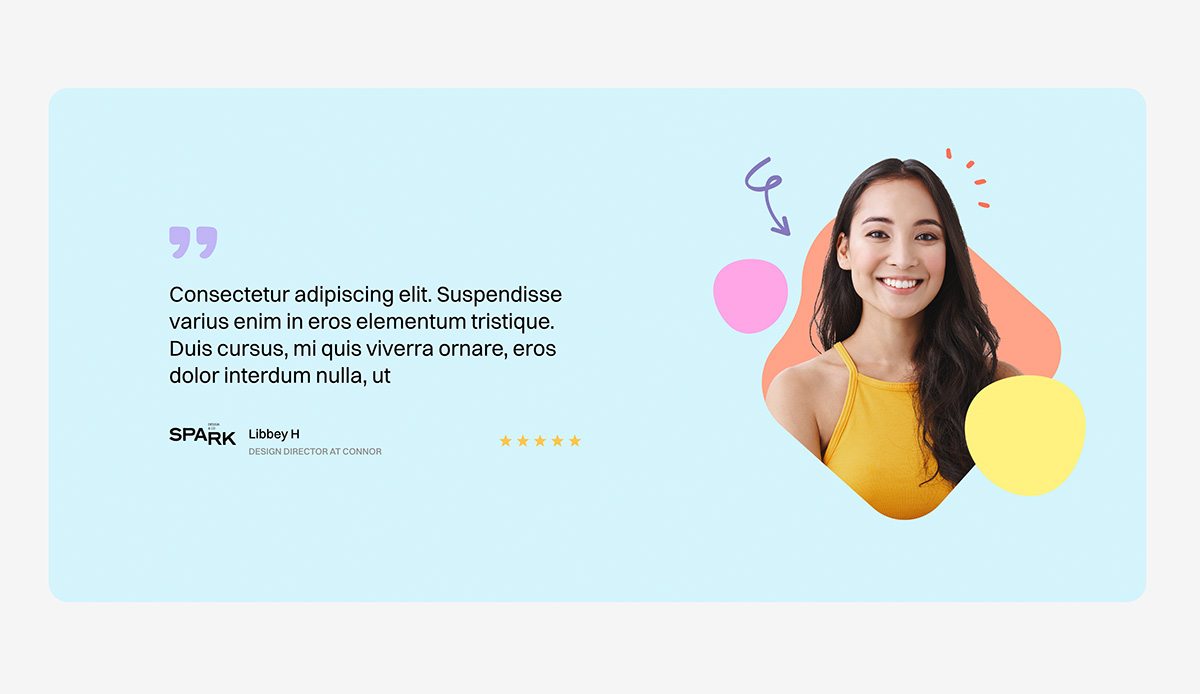 Consectetur adipiscing elit. Suspendisse
varius enim in eros elementum tristique.
Duis cursus, mi quis viverra ornare, eros
dolor interdum nulla, ut
SPARK
Libbey H
DESIGN DIRECTOR AT CONNOR